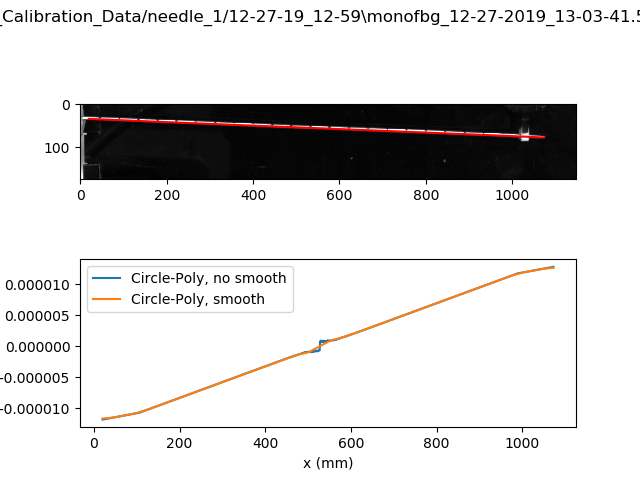 _Calibration_Data/needle_1/12-27-19_12-59\monofbg_12-27-2019_13-03-41.5
0
100
0 200 400 600 800 1000
Circle-Poly, no smooth
Circle-Poly, smooth
0.000010
0.000005
0.000000
-0.000005
-0.000010
0 200 400 600 800 1000
x (mm)